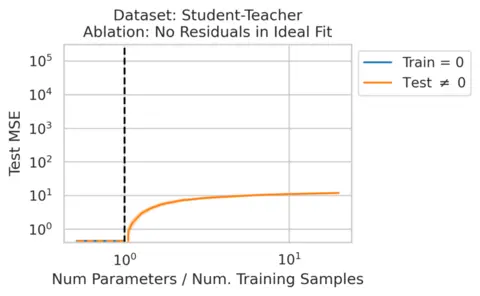 Dataset: Student-Teacher
Ablation: No Residuals in Ideal Fit
Train = 0
Test ≠ 0
Test MSE
10⁵
10⁴
10³
10²
10¹
10⁰
10⁰ 10¹
Num Parameters / Num. Training Samples